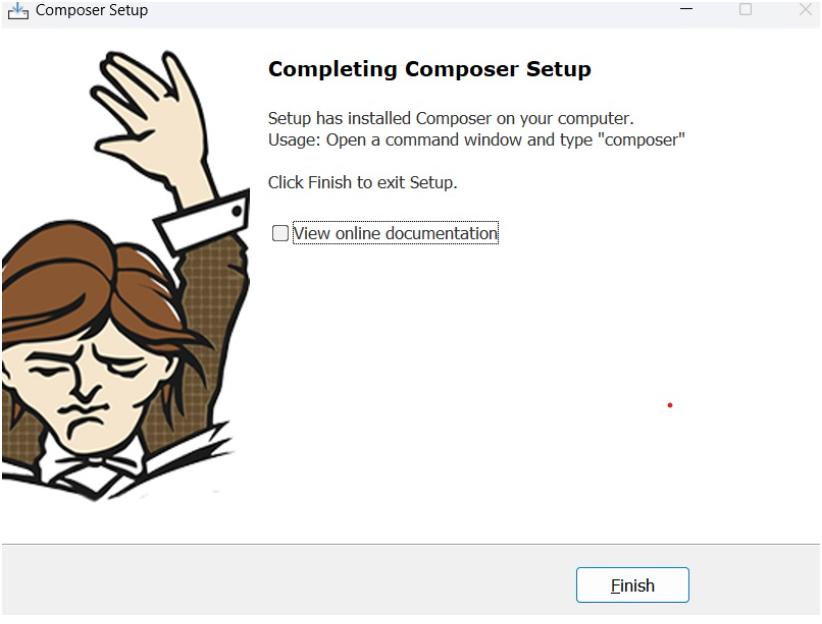 Composer Setup
Completing Composer Setup
Setup has installed Composer on your computer.
Usage: Open a command window and type "composer"
Click Finish to exit Setup.
View online documentation
Finish